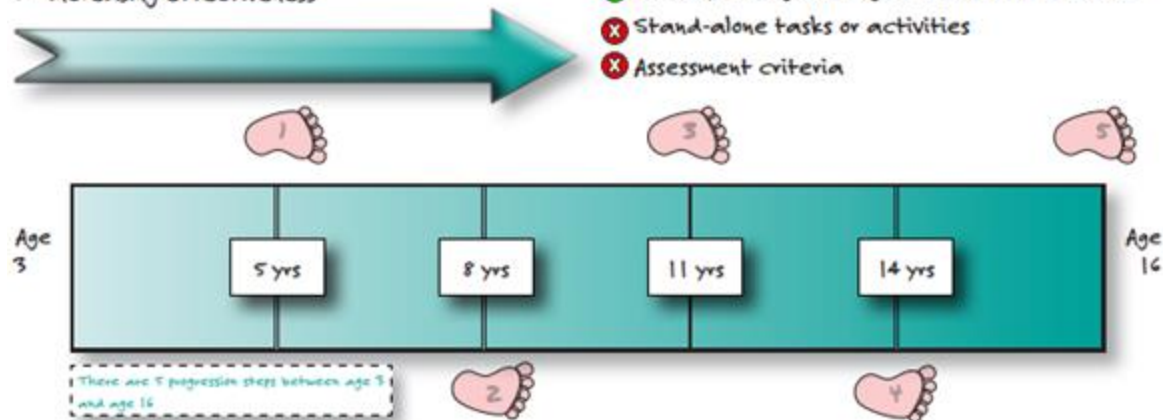 Stand-alone tasks or activities
Assessment criteria
1
3
5
Age
3
5 yrs
8 yrs
11 yrs
14 yrs
Age
16
There are 5 progression steps between age 3
and age 16
2
4